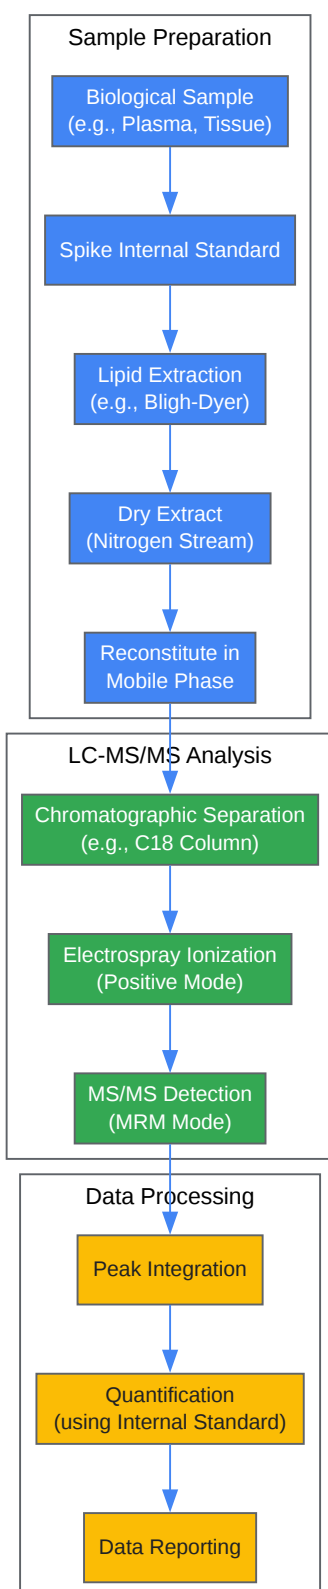 Sample Preparation
Biological Sample
(e.g., Plasma, Tissue)
Spike Internal Standard
Lipid Extraction
(e.g., Bligh-Dyer)
Dry Extract
(Nitrogen Stream)
Reconstitute in
Mobile Phase
LC-MS/MS Analysis
Chromatographic Separation
(e.g., C18 Column)
Electrospray Ionization
(Positive Mode)
MS/MS Detection
(MRM Mode)
Data Processing
Peak Integration
Quantification
(using Internal Standard)
Data Reporting